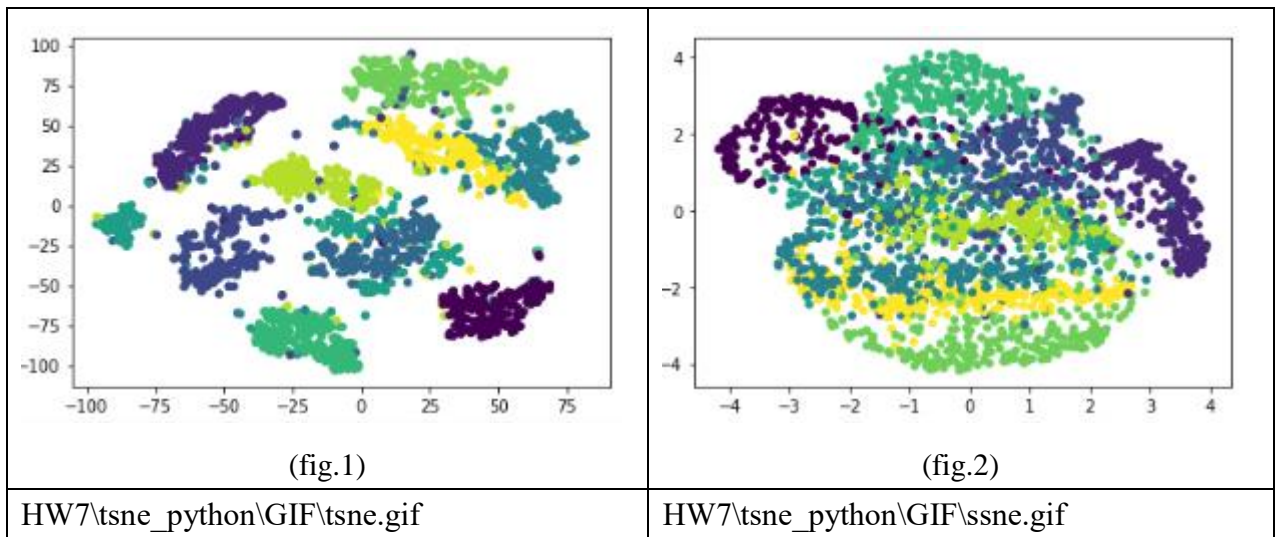 100
75
50
25
0
−25
−50
−75
−100
−100 −75 −50 −25 0 25 50 75
(fig.1)
4
2
0
−2
−4
−4 −3 −2 −1 0 1 2 3 4
(fig.2)
HW7\tsne_python\GIF\tsne.gif
HW7\tsne_python\GIF\ssne.gif